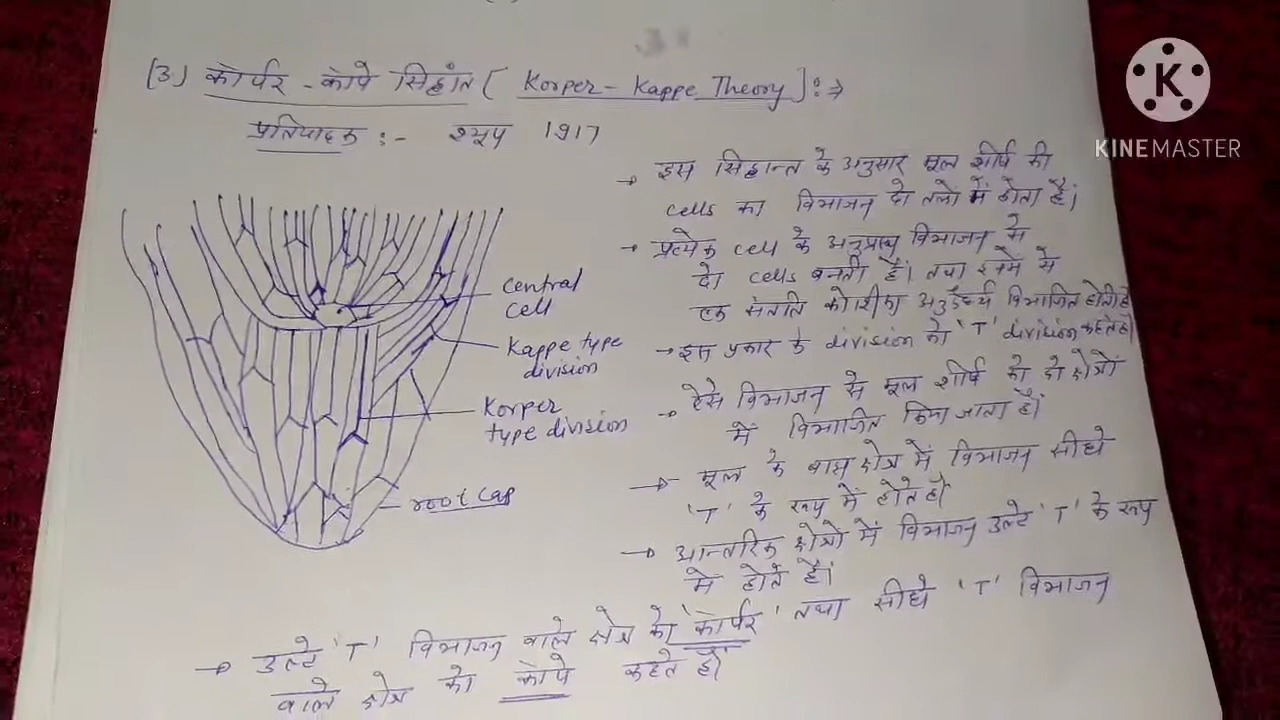 (3) कॉर्पर - कोपे सिद्धांत ( Korper - Kappe Theory ) :⇒
प्रतिपादक :- श्यूप 1917
→ इस सिद्धान्त के अनुसार मूल शीर्ष की
cells का विभाजन दो तलों में होता है।
→ प्रत्येक cell के अनुप्रस्थ विभाजन से
दो cells बनती हैं। तथा इनमें से
एक संतति कोशिका अनुदैर्ध्य विभाजित होती है
→ इस प्रकार के division को 'T' division कहते है।
→ ऐसे विभाजन से मूल शीर्ष को दो क्षेत्रों
में विभाजित किया जाता है।
→ मूल के बाह्य क्षेत्र में विभाजन सीधे
'T' के रूप में होते है।
→ आन्तरिक क्षेत्रो में विभाजन उल्टे 'T' के रूप
मे होते हैं।
→ उल्टे 'T' विभाजन वाले क्षेत्र को 'कॉर्पर' तथा सीधे 'T' विभाजन
वाले क्षेत्र को कोपे कहते हैं।
central
cell
Kappe type
division
Korper
type division
root cap
K
KINEMASTER